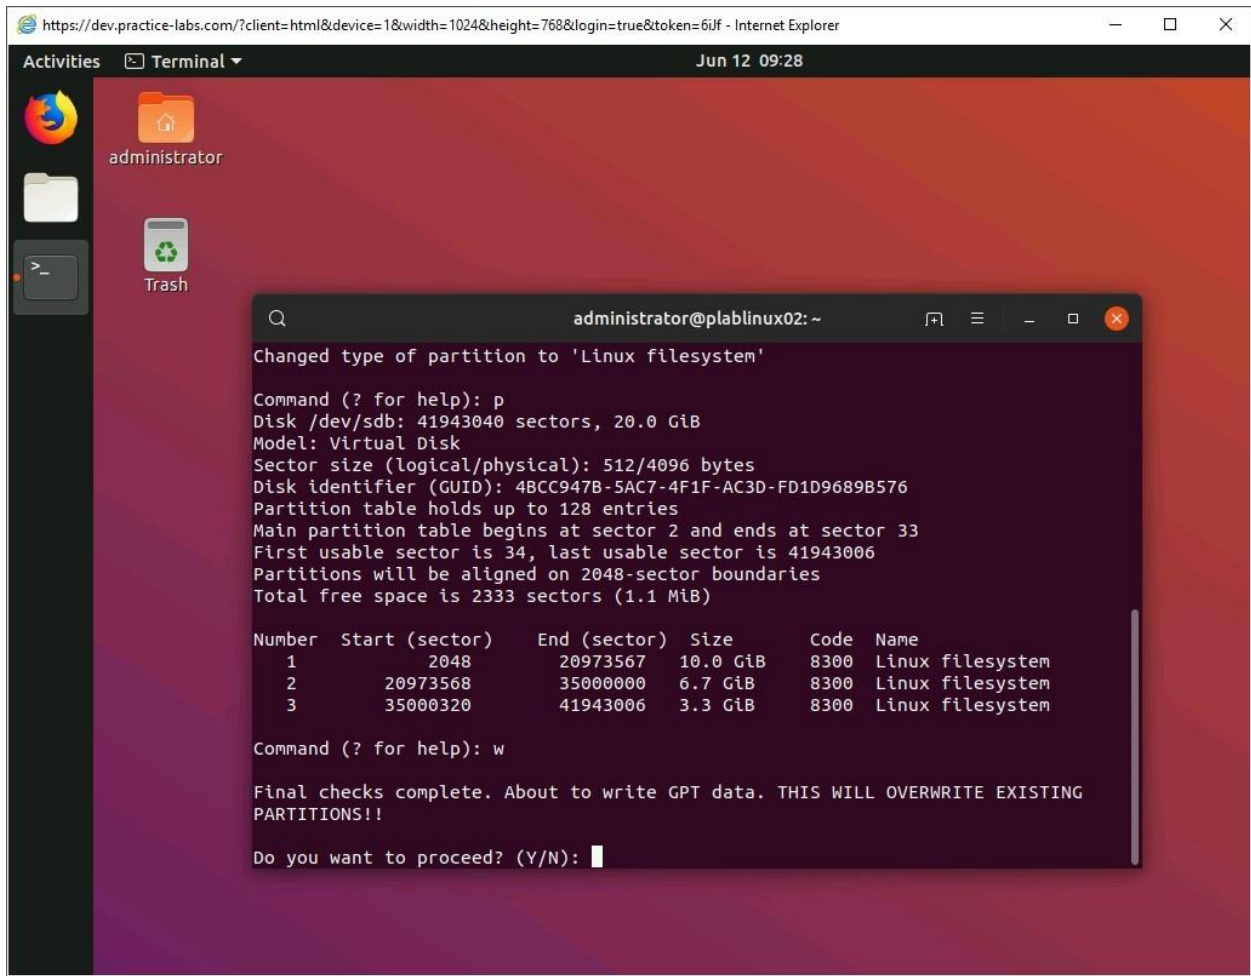 https://dev.practice-labs.com/?client=html&device=1&width=1024&height=768&login=true&token=6iJf - Internet Explorer
Activities Terminal Jun 12 09:28
administrator
Trash
administrator@plablinux02: ~
Changed type of partition to 'Linux filesystem'
Command (? for help): p
Disk /dev/sdb: 41943040 sectors, 20.0 GiB
Model: Virtual Disk
Sector size (logical/physical): 512/4096 bytes
Disk identifier (GUID): 4BCC947B-5AC7-4F1F-AC3D-FD1D9689B576
Partition table holds up to 128 entries
Main partition table begins at sector 2 and ends at sector 33
First usable sector is 34, last usable sector is 41943006
Partitions will be aligned on 2048-sector boundaries
Total free space is 2333 sectors (1.1 MiB)
Number Start (sector) End (sector) Size Code Name
1 2048 20973567 10.0 GiB 8300 Linux filesystem
2 20973568 35000000 6.7 GiB 8300 Linux filesystem
3 35000320 41943006 3.3 GiB 8300 Linux filesystem
Command (? for help): w
Final checks complete. About to write GPT data. THIS WILL OVERWRITE EXISTING
PARTITIONS!!
Do you want to proceed? (Y/N):